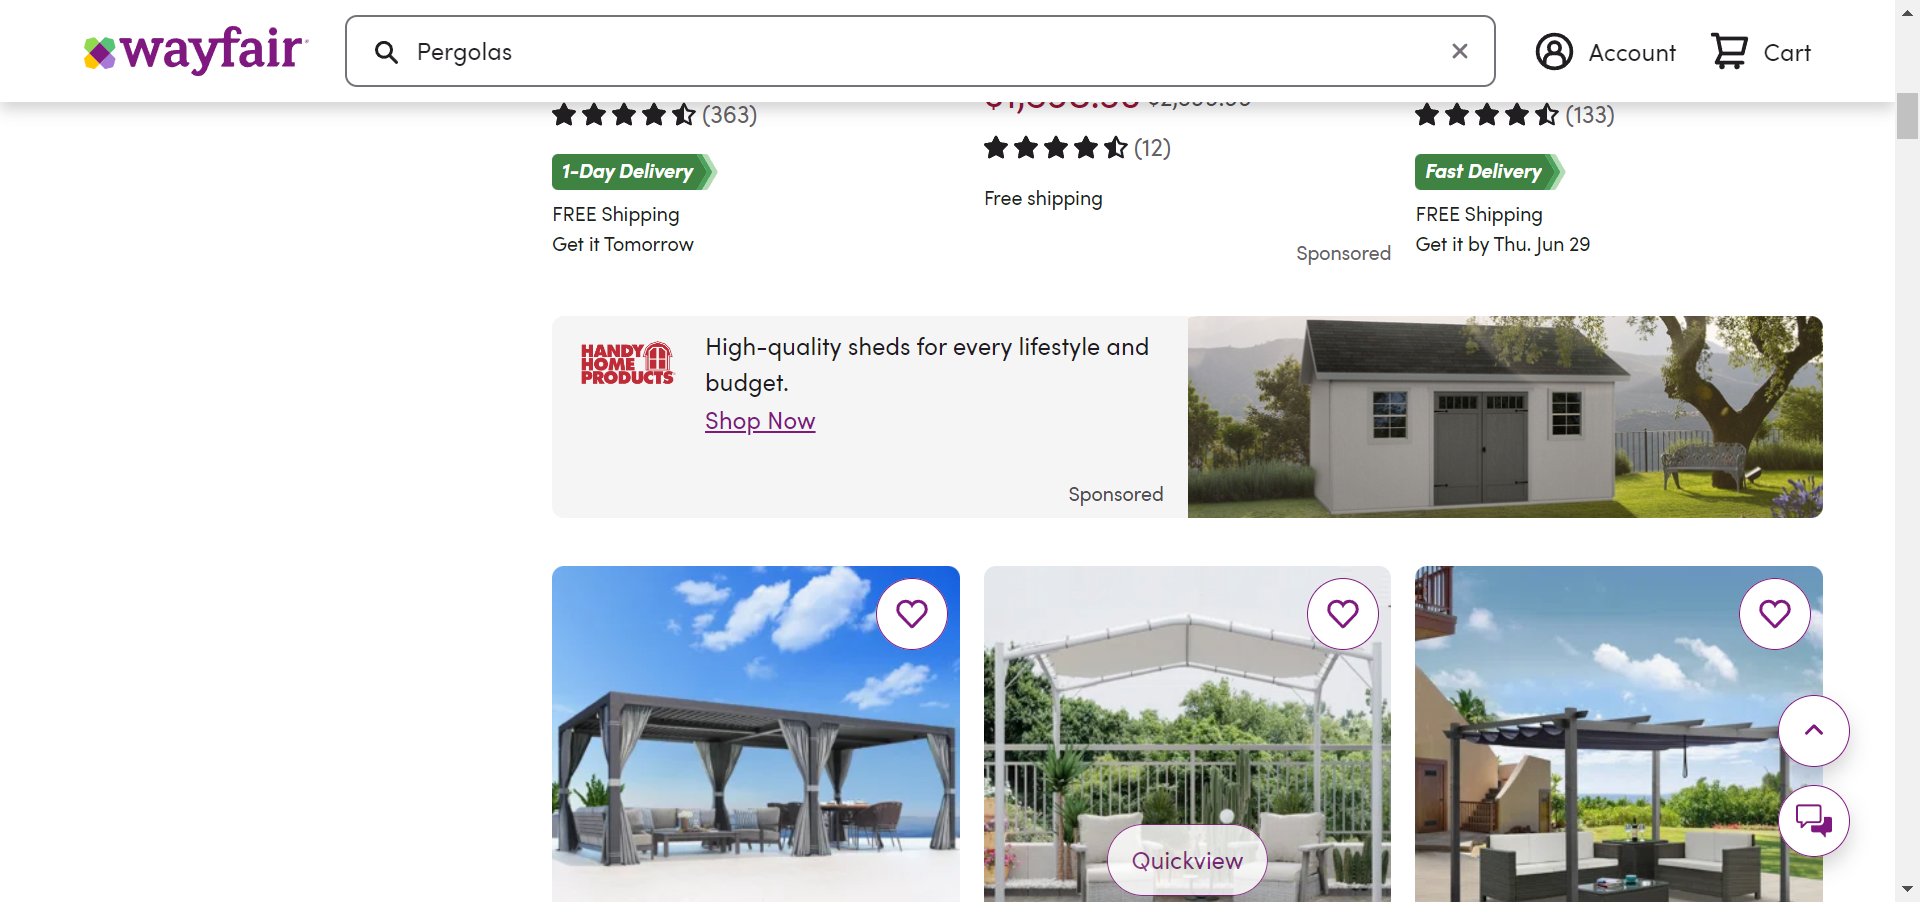 wayfair
Pergolas
Account
Cart
(363)
(12)
(133)
1-Day Delivery
Fast Delivery
FREE Shipping
Free shipping
FREE Shipping
Get it Tomorrow
Sponsored
Get it by Thu. Jun 29
HANDY
HOME
PRODUCTS
High-quality sheds for every lifestyle and
budget.
Shop Now
Sponsored
Quickview